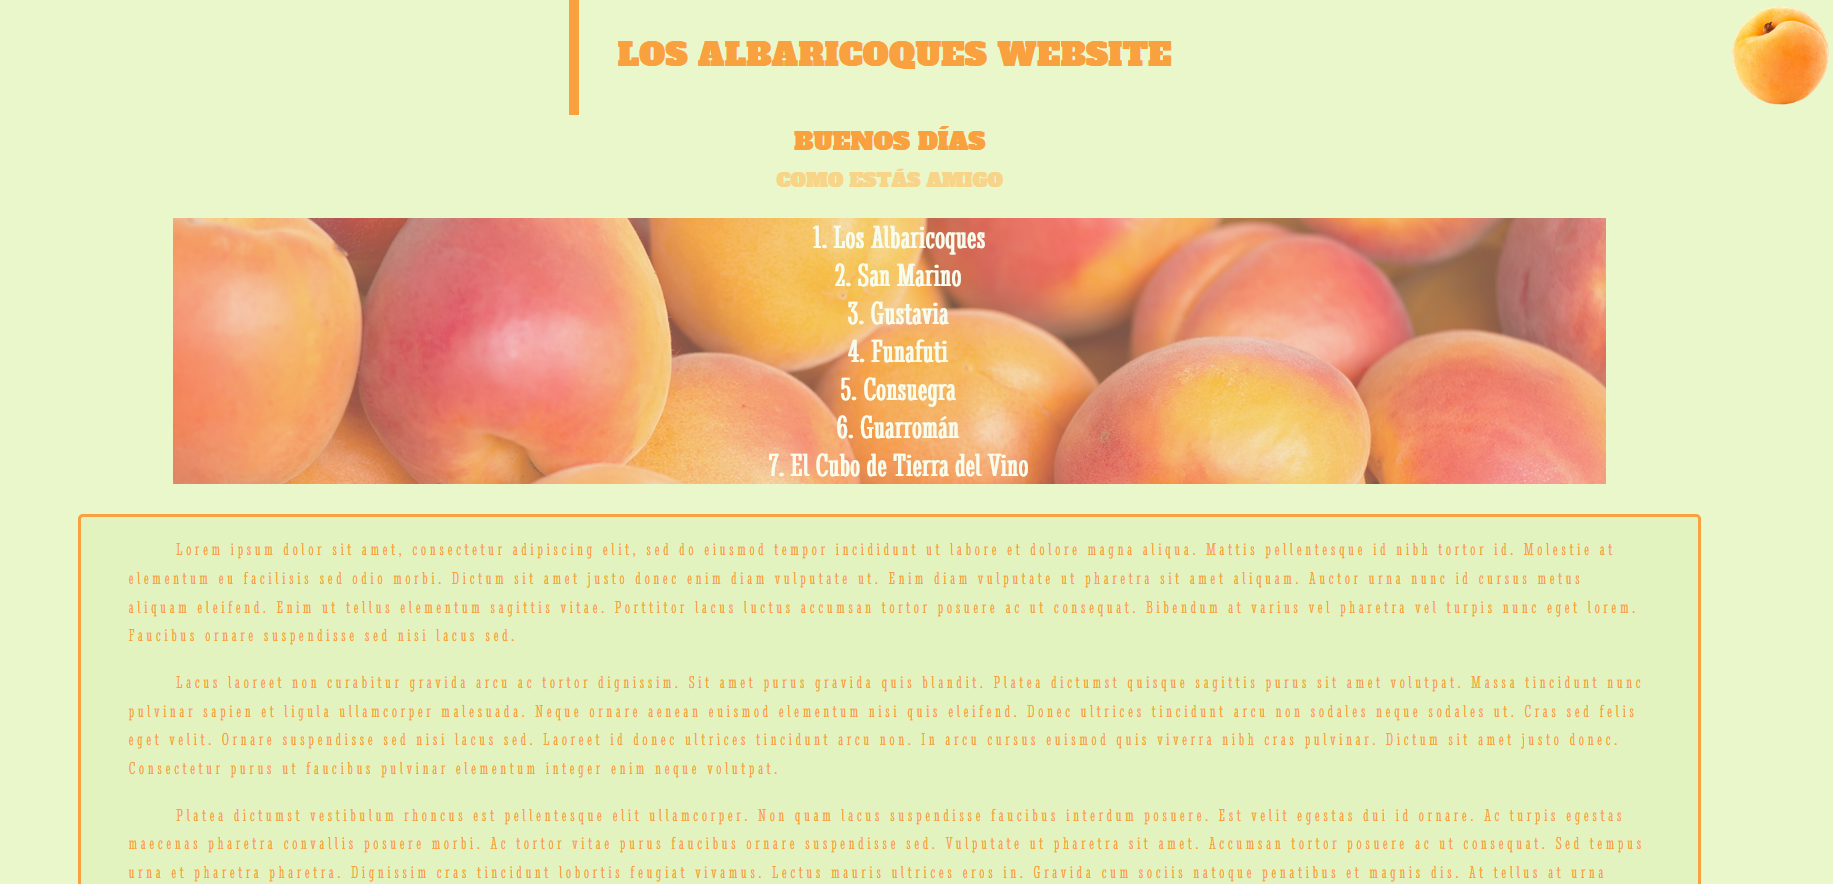 LOS ALBARICOQUES WEBSITE
BUENOS DÍAS
COMO ESTÁS AMIGO
1. Los Albaricoques
2. San Marino
3. Gustavia
4. Funafuti
5. Consuegra
6. Guarromán
7. El Cubo de Tierra del Vino
Lorem ipsum dolor sit amet, consectetur adipiscing elit, sed do eiusmod tempor incididunt ut labore et dolore magna aliqua. Mattis pellentesque id nibh tortor id. Molestie at
elementum eu facilisis sed odio morbi. Dictum sit amet justo donec enim diam vulputate ut. Enim diam vulputate ut pharetra sit amet aliquam. Auctor urna nunc id cursus metus
aliquam eleifend. Enim ut tellus elementum sagittis vitae. Porttitor lacus luctus accumsan tortor posuere ac ut consequat. Bibendum at varius vel pharetra vel turpis nunc eget lorem.
Faucibus ornare suspendisse sed nisi lacus sed.
Lacus laoreet non curabitur gravida arcu ac tortor dignissim. Sit amet purus gravida quis blandit. Platea dictumst quisque sagittis purus sit amet volutpat. Massa tincidunt nunc
pulvinar sapien et ligula ullamcorper malesuada. Neque ornare aenean euismod elementum nisi quis eleifend. Donec ultrices tincidunt arcu non sodales neque sodales ut. Cras sed felis
eget velit. Ornare suspendisse sed nisi lacus sed. Laoreet id donec ultrices tincidunt arcu non. In arcu cursus euismod quis viverra nibh cras pulvinar. Dictum sit amet justo donec.
Consectetur purus ut faucibus pulvinar elementum integer enim neque volutpat.
Platea dictumst vestibulum rhoncus est pellentesque elit ullamcorper. Non quam lacus suspendisse faucibus interdum posuere. Est velit egestas dui id ornare. Ac turpis egestas
maecenas pharetra convallis posuere morbi. Ac tortor vitae purus faucibus ornare suspendisse sed. Vulputate ut pharetra sit amet. Accumsan tortor posuere ac ut consequat. Sed tempus
urna et pharetra pharetra. Dignissim cras tincidunt lobortis feugiat vivamus. Lectus mauris ultrices eros in. Gravida cum sociis natoque penatibus et magnis dis. At tellus at urna